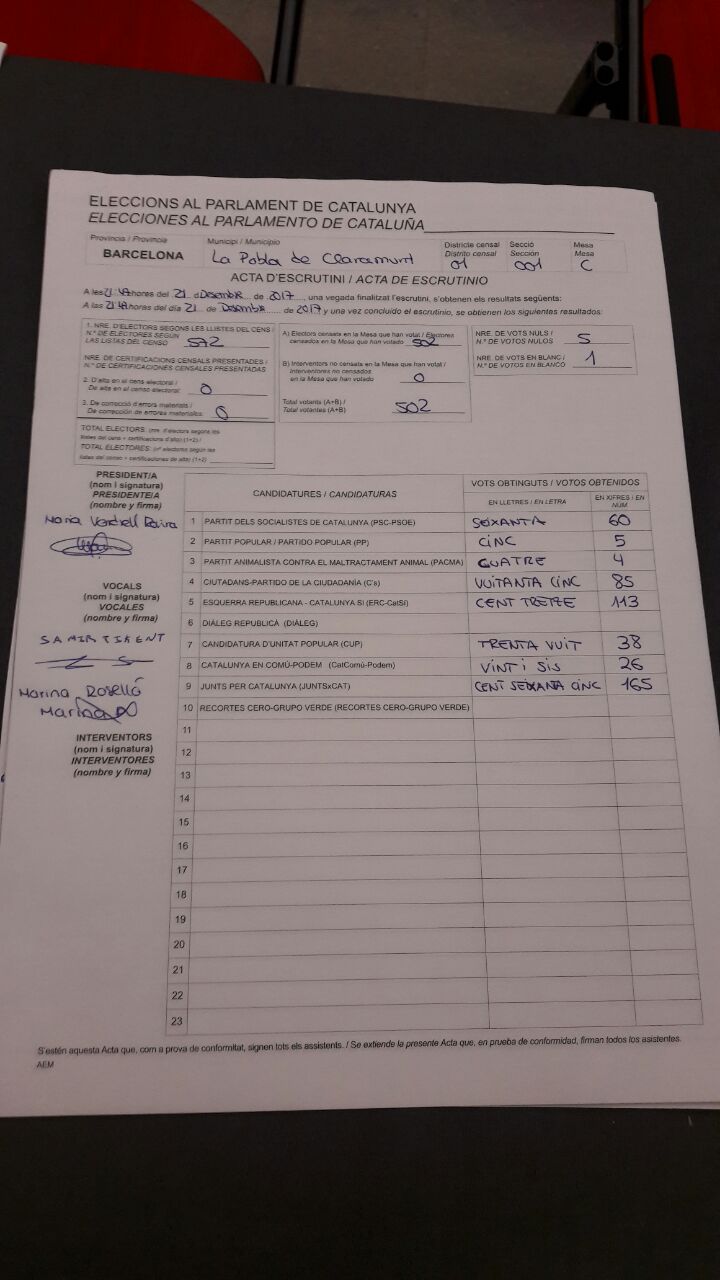 ELECCIONS AL PARLAMENT DE CATALUNYA
ELECCIONES AL PARLAMENTO DE CATALUÑA
Provincia / Provincia Municipi / Municipio Districte censal Secció Mesa
Distrito censal Sección Mesa
BARCELONA La Pobla de Claramunt 01 001 C
ACTA D'ESCRUTINI / ACTA DE ESCRUTINIO
A les 21:49 hores del 21 d Desembre de 2017, una vegada finalitzat l'escrutini, s'obtenen els resultats següents:
A las 21:49 horas del día 21 de Desembre de 2017 y una vez concluido el escrutinio, se obtienen los siguientes resultados:
1. NRE. D'ELECTORS SEGONS LES LLISTES DEL CENS /
N.º DE ELECTORES SEGÚN
LAS LISTAS DEL CENSO 572
NRE. DE CERTIFICACIONS CENSALS PRESENTADES /
N.º DE CERTIFICACIONES CENSALES PRESENTADAS
2. D'alta en el cens electoral /
De alta en el censo electoral: 0
3. De correcció d'errors materials /
De corrección de errores materiales: 0
TOTAL ELECTORS: (nre. d'electors segons les
llistes del cens + certificacions d'alta) (1+2) /
TOTAL ELECTORES: (nº electores según las
listas del censo + certificaciones de alta) (1+2)
A) Electors censats en la Mesa que han votat / Electores
censados en la Mesa que han votado 502
B) Interventors no censats en la Mesa que han votat /
Interventores no censados
en la Mesa que han votado 0
Total votants (A+B) /
Total votantes (A+B) 502
NRE. DE VOTS NULS /
N.º DE VOTOS NULOS 5
NRE. DE VOTS EN BLANC /
N.º DE VOTOS EN BLANCO 1
PRESIDENT/A
(nom i signatura)
PRESIDENTE/A
(nombre y firma)
VOCALS
(nom i signatura)
VOCALES
(nombre y firma)
Marina Roselló
Marina
INTERVENTORS
(nom i signatura)
INTERVENTORES
(nombre y firma)
CANDIDATURES / CANDIDATURAS VOTS OBTINGUTS / VOTOS OBTENIDOS
EN LLETRES / EN LETRA EN XIFRES / EN NÚM
1 PARTIT DELS SOCIALISTES DE CATALUNYA (PSC-PSOE) SEIXANTA 60
2 PARTIT POPULAR / PARTIDO POPULAR (PP) CINC 5
3 PARTIT ANIMALISTA CONTRA EL MALTRACTAMENT ANIMAL (PACMA) QUATRE 4
4 CIUTADANS-PARTIDO DE LA CIUDADANÍA (C's) VUITANTA CINC 85
5 ESQUERRA REPUBLICANA - CATALUNYA SÍ (ERC-CatSí) CENT TRETZE 113
6 DIÀLEG REPUBLICÀ (DIÀLEG)
7 CANDIDATURA D'UNITAT POPULAR (CUP) TRENTA VUIT 38
8 CATALUNYA EN COMÚ-PODEM (CatComú-Podem) VINT I SIS 26
9 JUNTS PER CATALUNYA (JUNTSxCAT) CENT SEIXANTA CINC 165
10 RECORTES CERO-GRUPO VERDE (RECORTES CERO-GRUPO VERDE)
11
12
13
14
15
16
17
18
19
20
21
22
23
S'estén aquesta Acta que, com a prova de conformitat, signen tots els assistents. / Se extiende la presente Acta que, en prueba de conformidad, firman todos los asistentes.
AEM